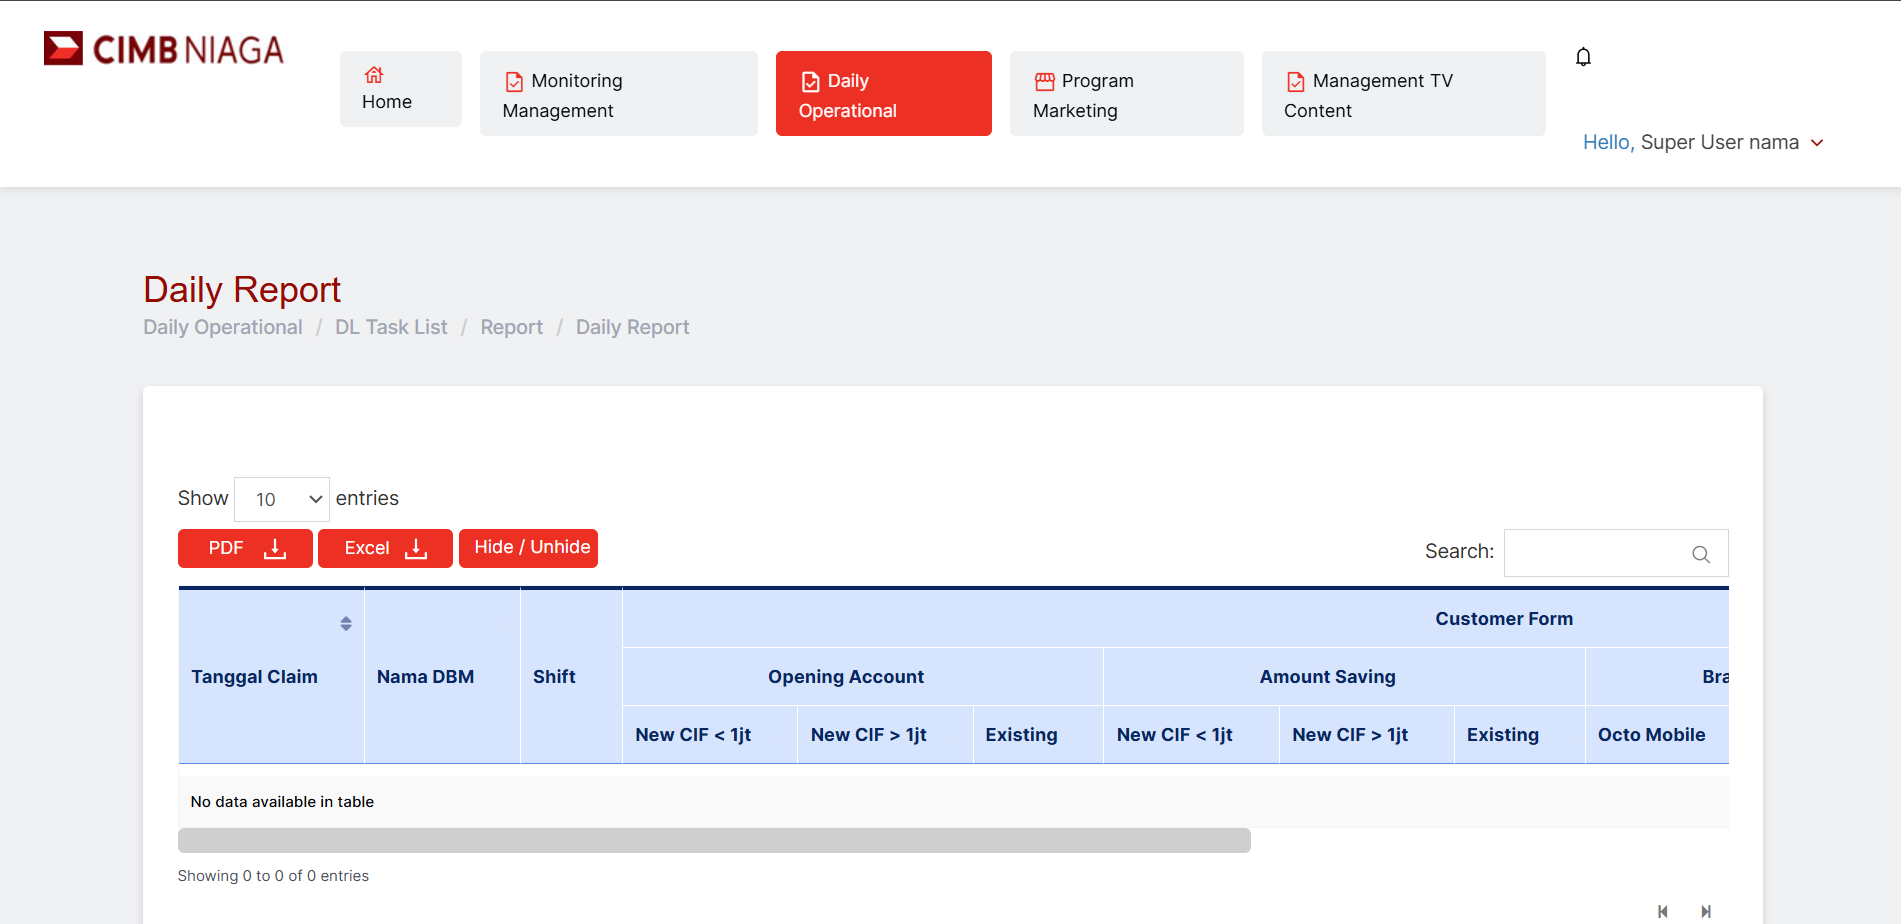 CIMB NIAGA
Home
Monitoring
Management
Daily
Operational
Program
Marketing
Management TV
Content
Hello, Super User nama
Daily Report
Daily Operational / DL Task List / Report / Daily Report
Show 10 entries
PDF Excel Hide / Unhide
Search:
Customer Form
Tanggal Claim Nama DBM Shift Opening Account Amount Saving Bra
New CIF < 1jt New CIF > 1jt Existing New CIF < 1jt New CIF > 1jt Existing Octo Mobile
No data available in table
Showing 0 to 0 of 0 entries